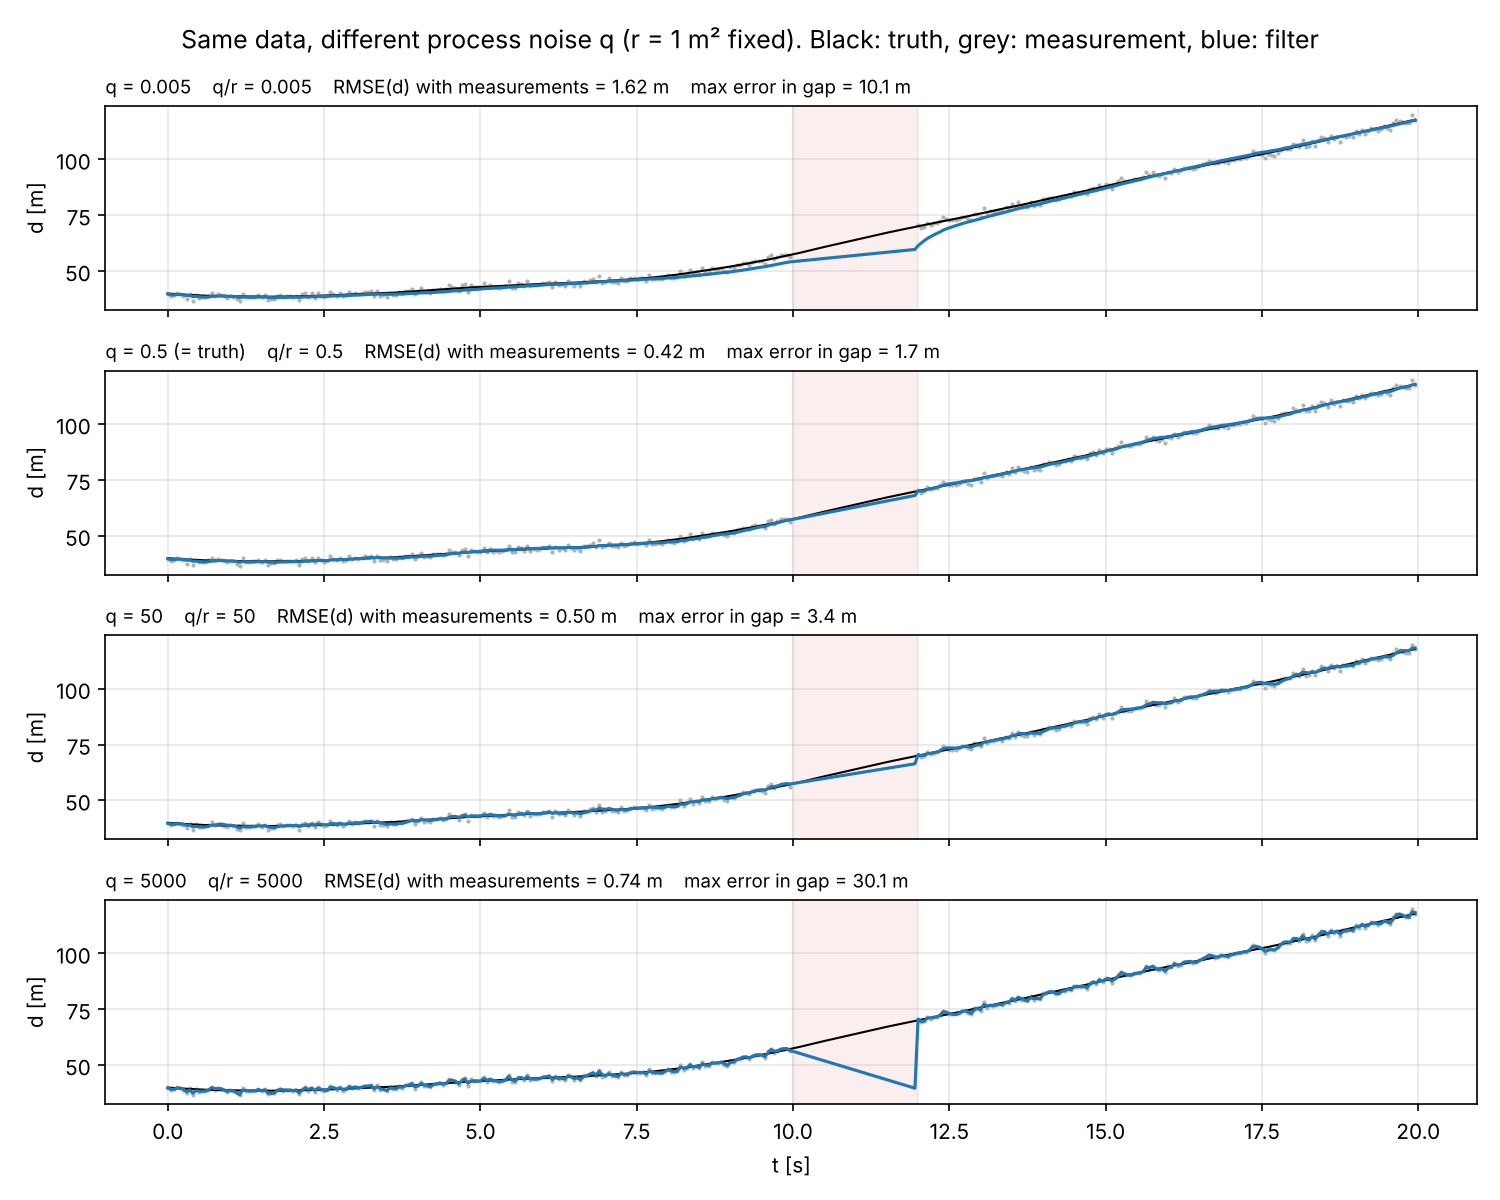 Same data, different process noise q (r = 1 m² fixed). Black: truth, grey: measurement, blue: filter
q = 0.005 q/r = 0.005 RMSE(d) with measurements = 1.62 m max error in gap = 10.1 m
100
75
50
d [m]
q = 0.5 (= truth) q/r = 0.5 RMSE(d) with measurements = 0.42 m max error in gap = 1.7 m
100
75
50
d [m]
q = 50 q/r = 50 RMSE(d) with measurements = 0.50 m max error in gap = 3.4 m
100
75
50
d [m]
q = 5000 q/r = 5000 RMSE(d) with measurements = 0.74 m max error in gap = 30.1 m
100
75
50
d [m]
0.0 2.5 5.0 7.5 10.0 12.5 15.0 17.5 20.0
t [s]